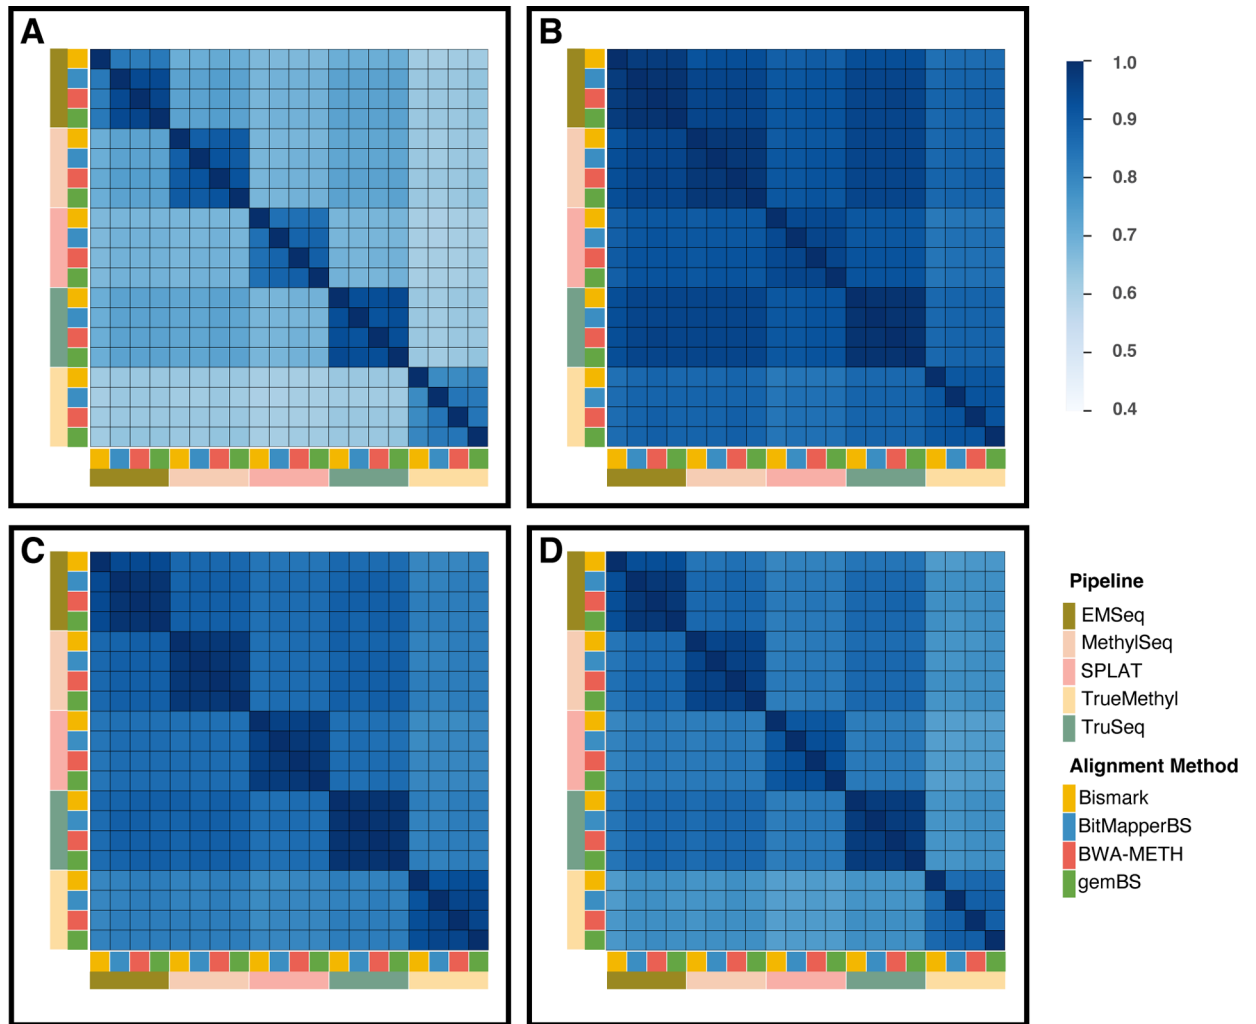 A
B
1.0
0.9
0.8
0.7
0.6
0.5
0.4
C
D
Pipeline
EMSeq
MethylSeq
SPLAT
TrueMethyl
TruSeq
Alignment Method
Bismark
BitMapperBS
BWA-METH
gemBS